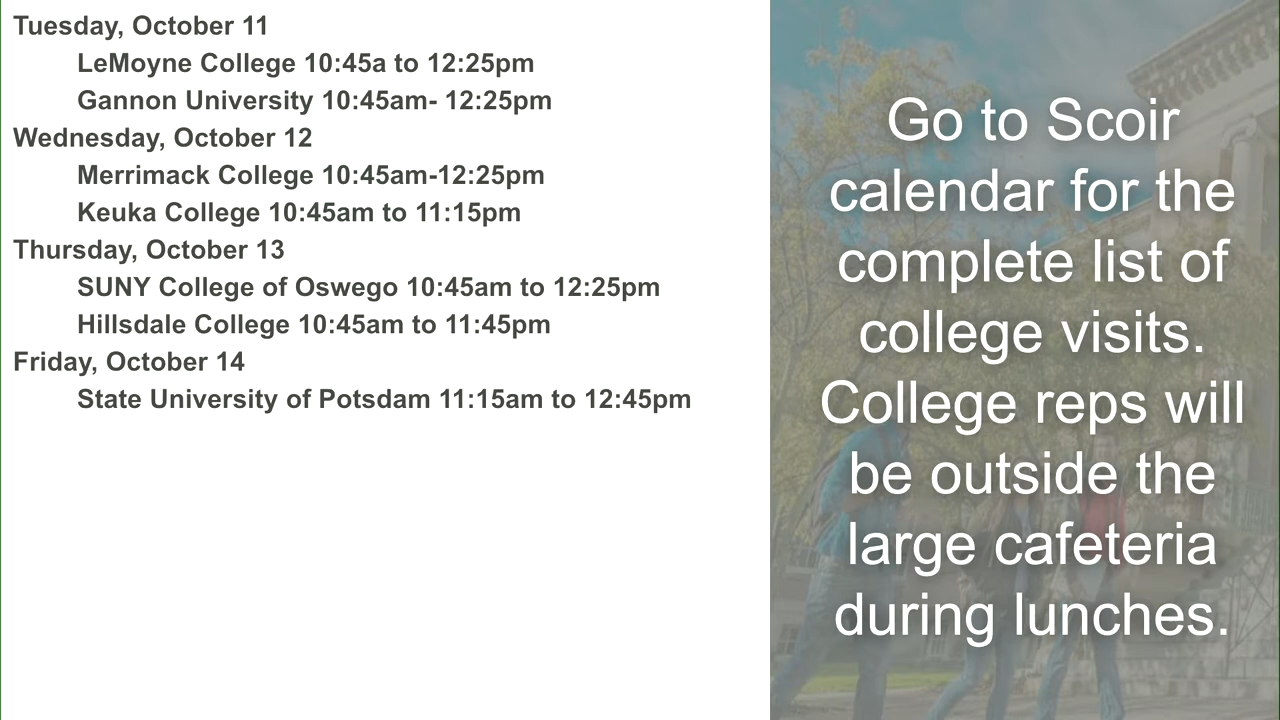 Tuesday, October 11
LeMoyne College 10:45a to 12:25pm
Gannon University 10:45am- 12:25pm
Wednesday, October 12
Merrimack College 10:45am-12:25pm
Keuka College 10:45am to 11:15pm
Thursday, October 13
SUNY College of Oswego 10:45am to 12:25pm
Hillsdale College 10:45am to 11:45pm
Friday, October 14
State University of Potsdam 11:15am to 12:45pm
Go to Scoir
calendar for the
complete list of
college visits.
College reps will
be outside the
large cafeteria
during lunches.